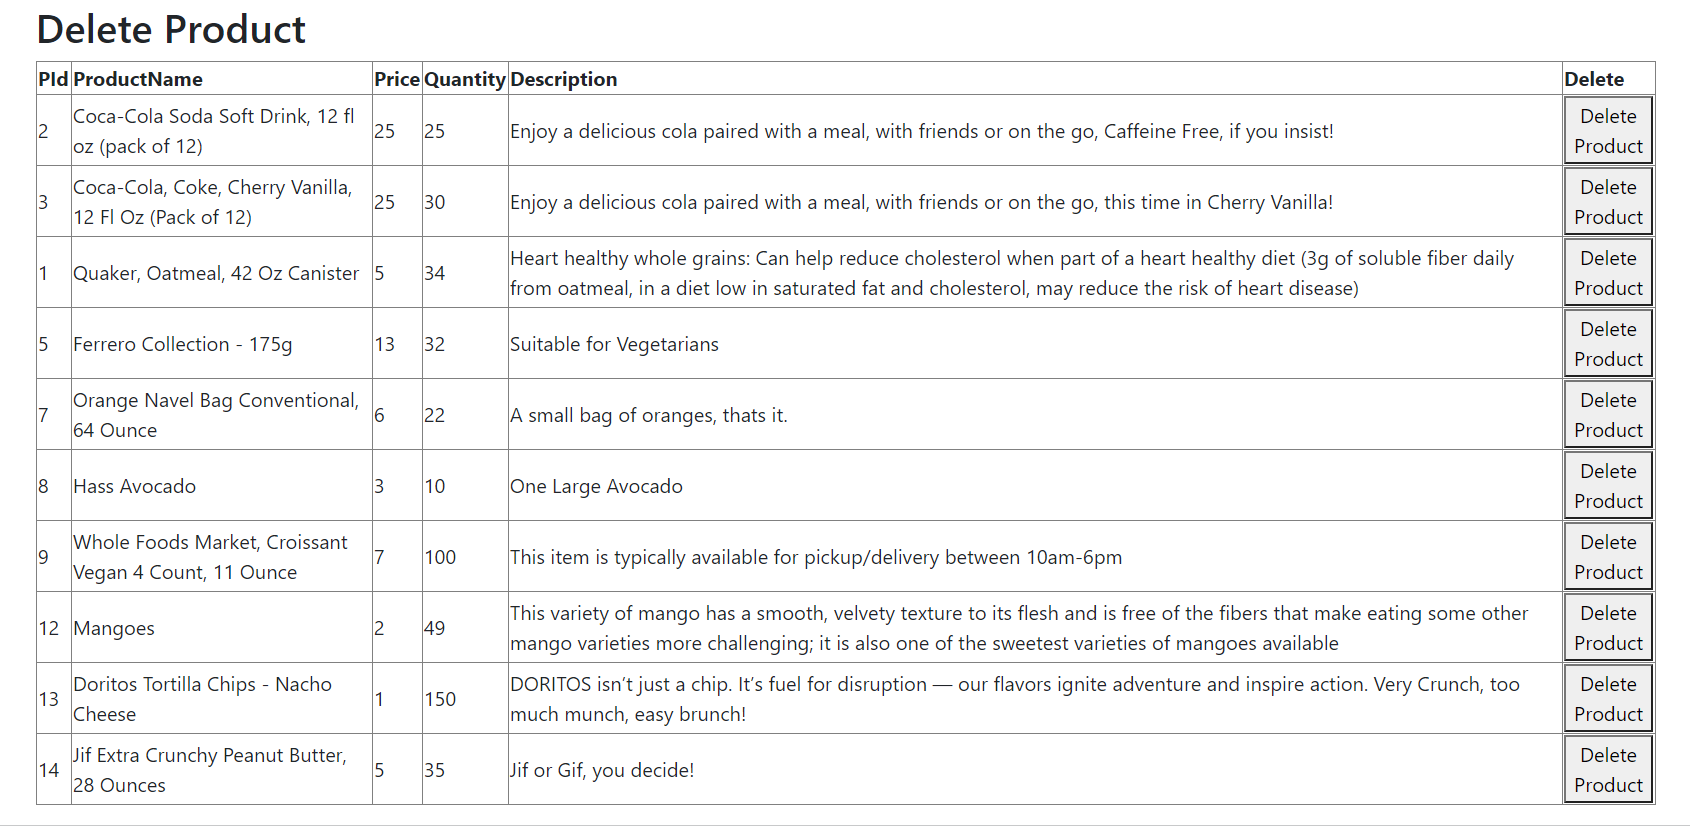 Delete Product
PId ProductName Price Quantity Description Delete
2 Coca-Cola Soda Soft Drink, 12 fl oz (pack of 12) 25 25 Enjoy a delicious cola paired with a meal, with friends or on the go, Caffeine Free, if you insist! Delete Product
3 Coca-Cola, Coke, Cherry Vanilla, 12 Fl Oz (Pack of 12) 25 30 Enjoy a delicious cola paired with a meal, with friends or on the go, this time in Cherry Vanilla! Delete Product
1 Quaker, Oatmeal, 42 Oz Canister 5 34 Heart healthy whole grains: Can help reduce cholesterol when part of a heart healthy diet (3g of soluble fiber daily from oatmeal, in a diet low in saturated fat and cholesterol, may reduce the risk of heart disease) Delete Product
5 Ferrero Collection - 175g 13 32 Suitable for Vegetarians Delete Product
7 Orange Navel Bag Conventional, 64 Ounce 6 22 A small bag of oranges, thats it. Delete Product
8 Hass Avocado 3 10 One Large Avocado Delete Product
9 Whole Foods Market, Croissant Vegan 4 Count, 11 Ounce 7 100 This item is typically available for pickup/delivery between 10am-6pm Delete Product
12 Mangoes 2 49 This variety of mango has a smooth, velvety texture to its flesh and is free of the fibers that make eating some other mango varieties more challenging; it is also one of the sweetest varieties of mangoes available Delete Product
13 Doritos Tortilla Chips - Nacho Cheese 1 150 DORITOS isn’t just a chip. It’s fuel for disruption — our flavors ignite adventure and inspire action. Very Crunch, too much munch, easy brunch! Delete Product
14 Jif Extra Crunchy Peanut Butter, 28 Ounces 5 35 Jif or Gif, you decide! Delete Product